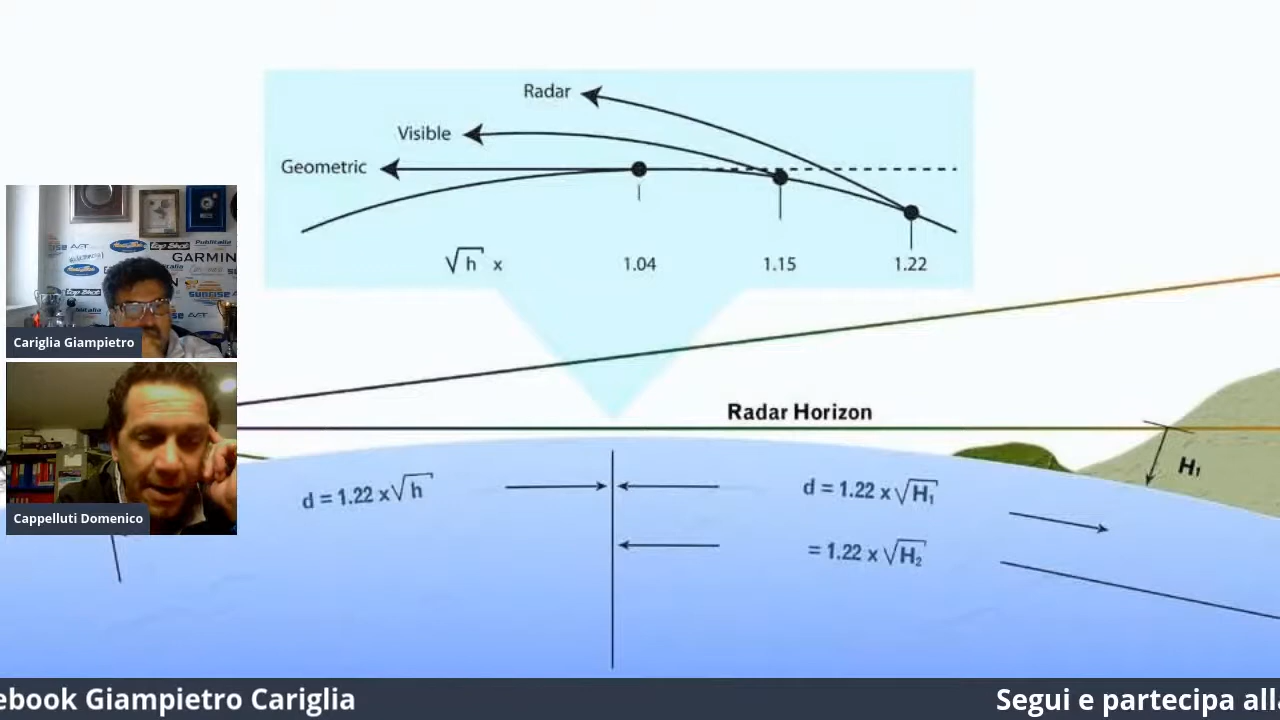 Radar
Visible
Geometric
√h x 1.04 1.15 1.22
Radar Horizon
H₁
d = 1.22 x √h
d = 1.22 x √H₁
= 1.22 x √H₂
GARMIN
Cariglia Giampietro
Cappelluti Domenico
ebook Giampietro Cariglia
Segui e partecipa all